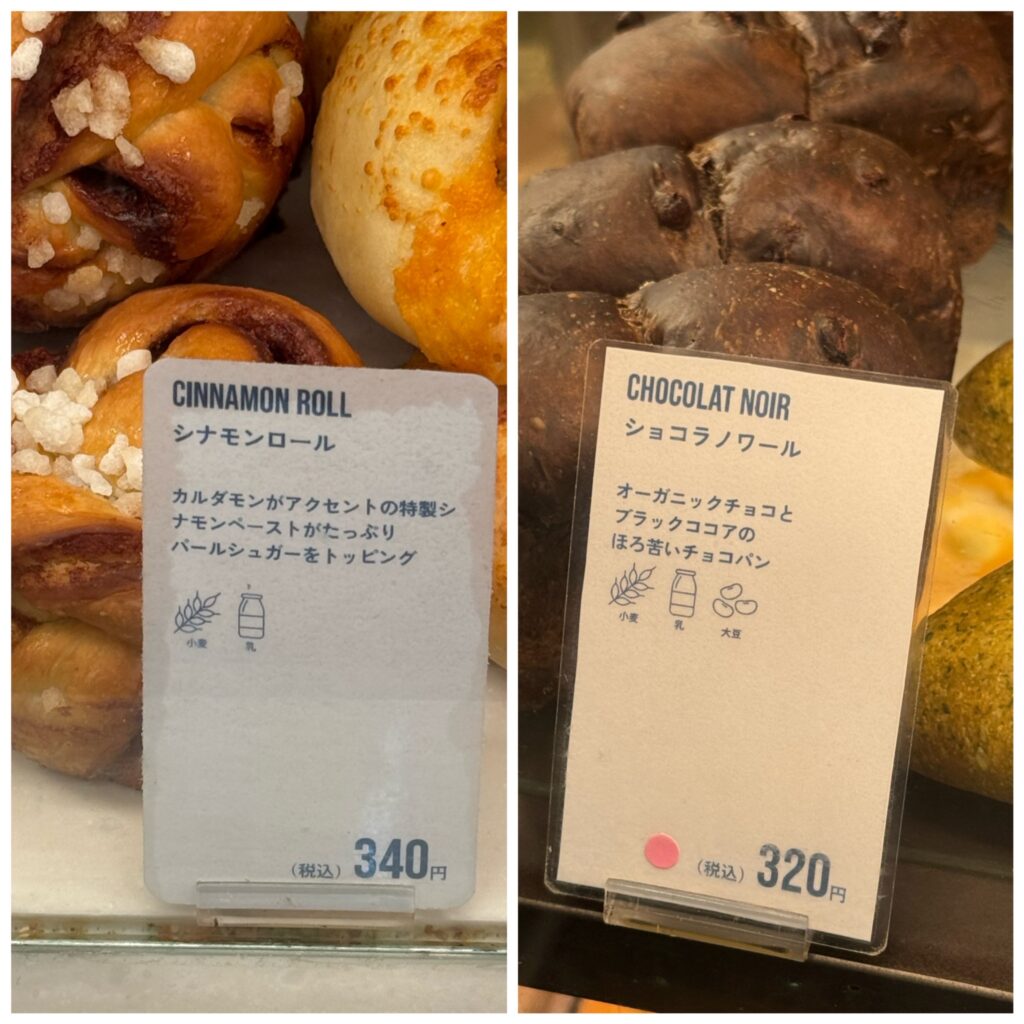 CINNAMON ROLL
シナモンロール
カルダモンがアクセントの特製シ
ナモンペーストがたっぷり
パールシュガーをトッピング
小麦 乳
(税込) 340円
CHOCOLAT NOIR
ショコラノワール
オーガニックチョコと
ブラックココアの
ほろ苦いチョコパン
小麦 乳 大豆
(税込) 320円